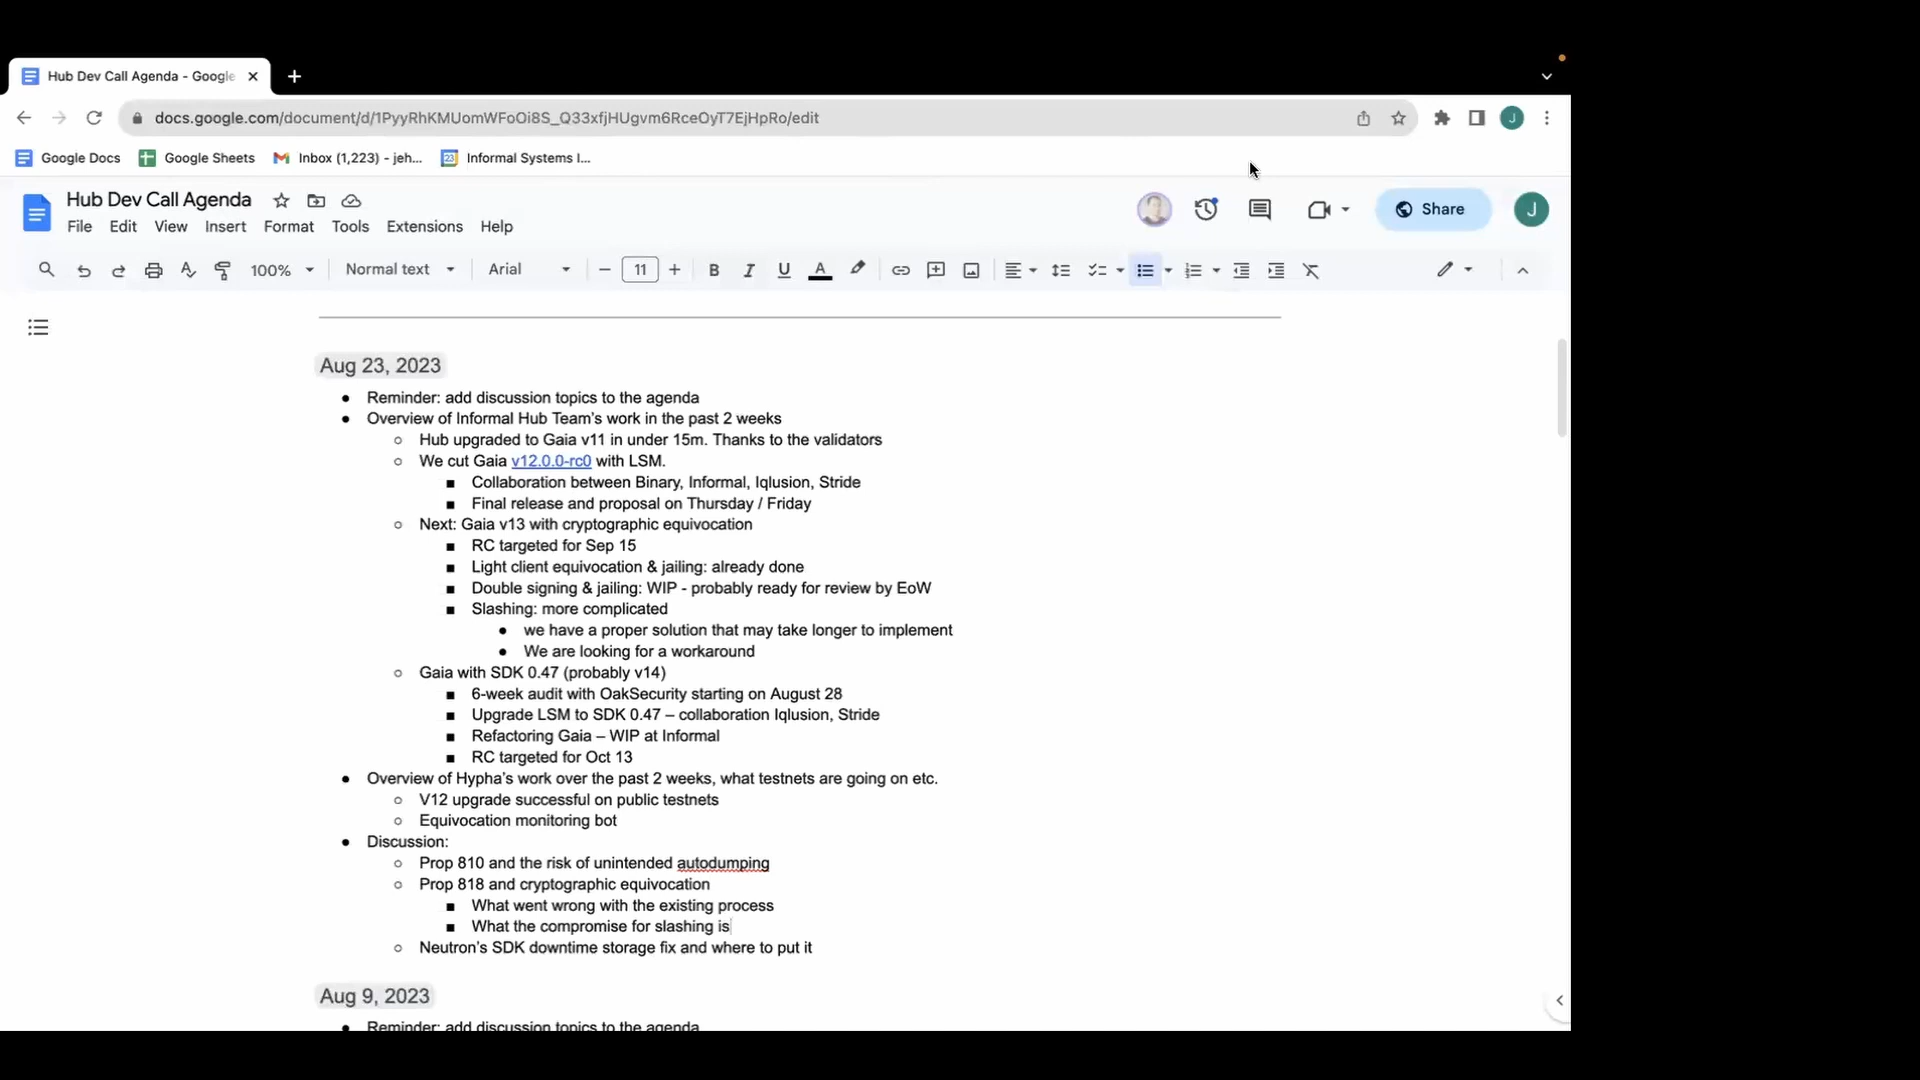 Hub Dev Call Agenda - Google
docs.google.com/document/d/1PyyRhKMUomWFoOi8S_Q33xfjHUgvm6RceOyT7EjHpRo/edit
J
Google Docs
Google Sheets
Inbox (1,223) - jeh...
23
Informal Systems I...
Hub Dev Call Agenda
File Edit View Insert Format Tools Extensions Help
Share
J
100% Normal text Arial 11 B I U A
Aug 23, 2023
● Reminder: add discussion topics to the agenda
● Overview of Informal Hub Team's work in the past 2 weeks
○ Hub upgraded to Gaia v11 in under 15m. Thanks to the validators
○ We cut Gaia v12.0.0-rc0 with LSM.
■ Collaboration between Binary, Informal, Iqlusion, Stride
■ Final release and proposal on Thursday / Friday
○ Next: Gaia v13 with cryptographic equivocation
■ RC targeted for Sep 15
■ Light client equivocation & jailing: already done
■ Double signing & jailing: WIP - probably ready for review by EoW
■ Slashing: more complicated
● we have a proper solution that may take longer to implement
● We are looking for a workaround
○ Gaia with SDK 0.47 (probably v14)
■ 6-week audit with OakSecurity starting on August 28
■ Upgrade LSM to SDK 0.47 – collaboration Iqlusion, Stride
■ Refactoring Gaia – WIP at Informal
■ RC targeted for Oct 13
● Overview of Hypha's work over the past 2 weeks, what testnets are going on etc.
○ V12 upgrade successful on public testnets
○ Equivocation monitoring bot
● Discussion:
○ Prop 810 and the risk of unintended autodumping
○ Prop 818 and cryptographic equivocation
■ What went wrong with the existing process
■ What the compromise for slashing is
○ Neutron's SDK downtime storage fix and where to put it
Aug 9, 2023
● Reminder: add discussion topics to the agenda